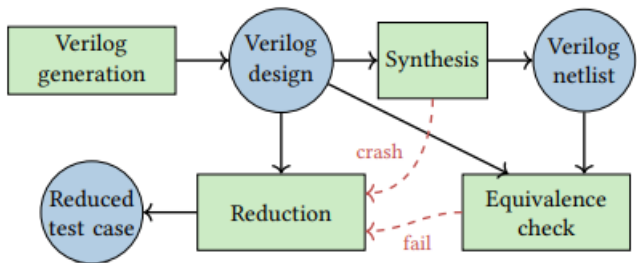 Verilog
generation
Verilog
design
Synthesis
Verilog
netlist
crash
Reduced
test case
Reduction
fail
Equivalence
check